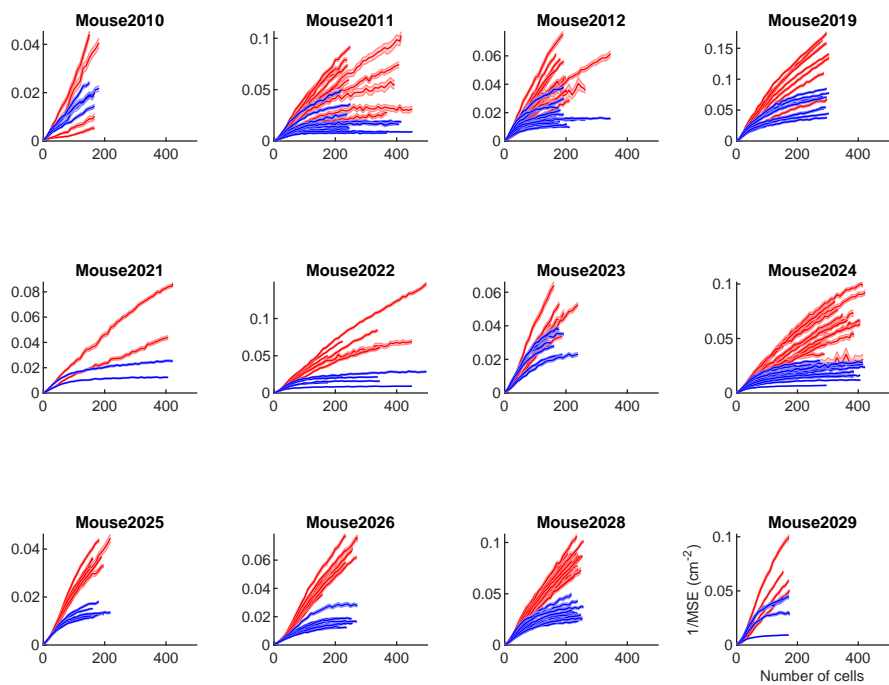 Mouse2010 Mouse2011 Mouse2012 Mouse2019
0.04 0.1 0.06 0.15
0.04 0.1
0.02 0.05
0.02 0.05
0 0 0 0
0 200 400 0 200 400 0 200 400 0 200 400
Mouse2021 Mouse2022 Mouse2023 Mouse2024
0.08 0.1 0.06 0.1
0.06
0.04 0.04 0.05
0.05
0.02 0.02
0 0 0 0
0 200 400 0 200 400 0 200 400 0 200 400
Mouse2025 Mouse2026 Mouse2028 Mouse2029
0.04 0.06 0.1 0.1
0.04
0.02 0.05 0.05
0.02
0 0 0 0
0 200 400 0 200 400 0 200 400 0 200 400
1/MSE (cm⁻²)
Number of cells